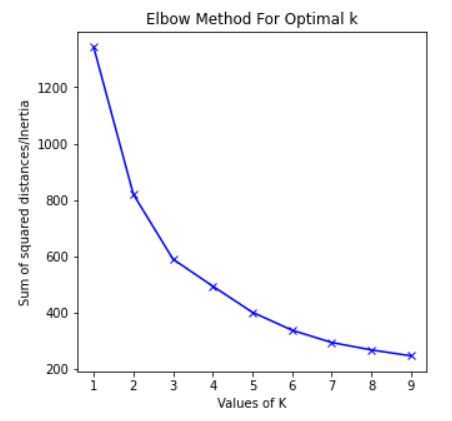 Elbow Method For Optimal k
Sum of squared distances/Inertia
1200
1000
800
600
400
200
1 2 3 4 5 6 7 8 9
Values of K